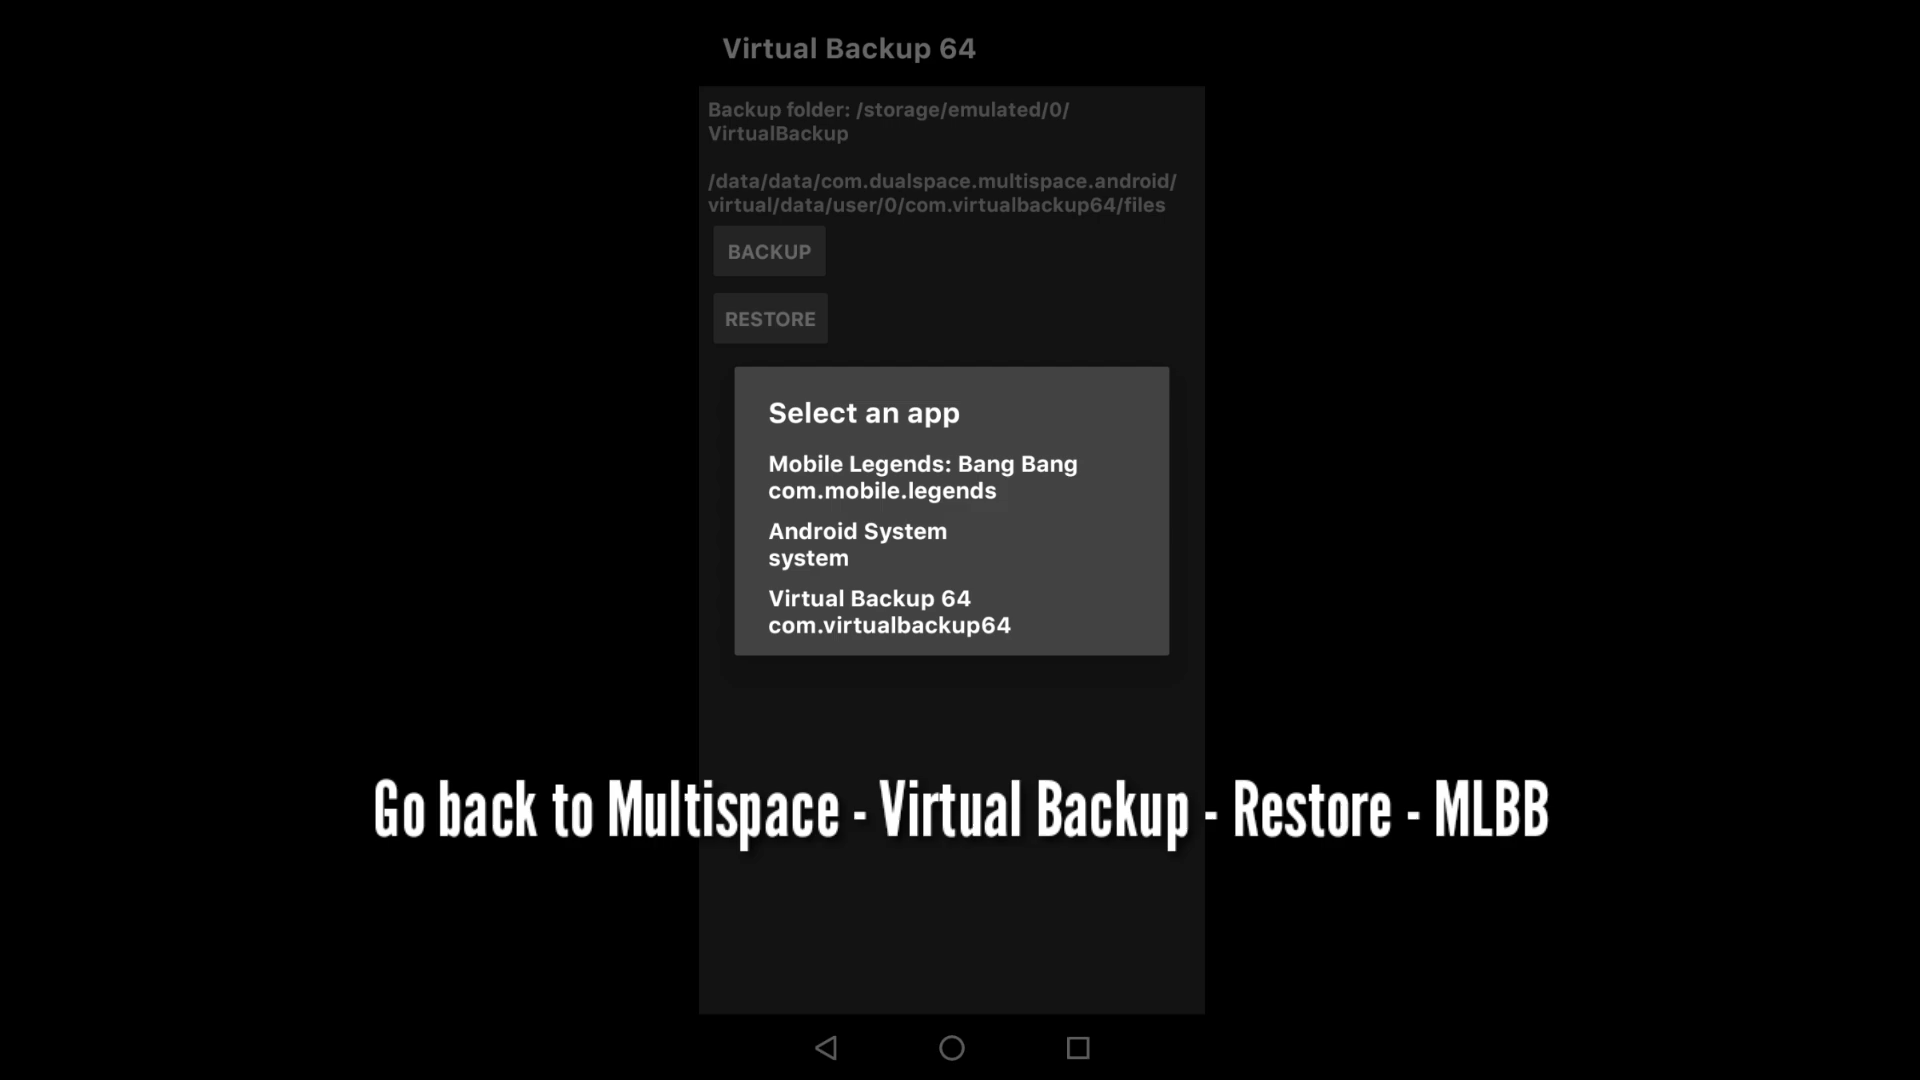 Virtual Backup 64
Backup folder: /storage/emulated/0/
VirtualBackup
/data/data/com.dualspace.multispace.android/
virtual/data/user/0/com.virtualbackup64/files
BACKUP
RESTORE
Select an app
Mobile Legends: Bang Bang
com.mobile.legends
Android System
system
Virtual Backup 64
com.virtualbackup64
Go back to Multispace - Virtual Backup - Restore - MLBB